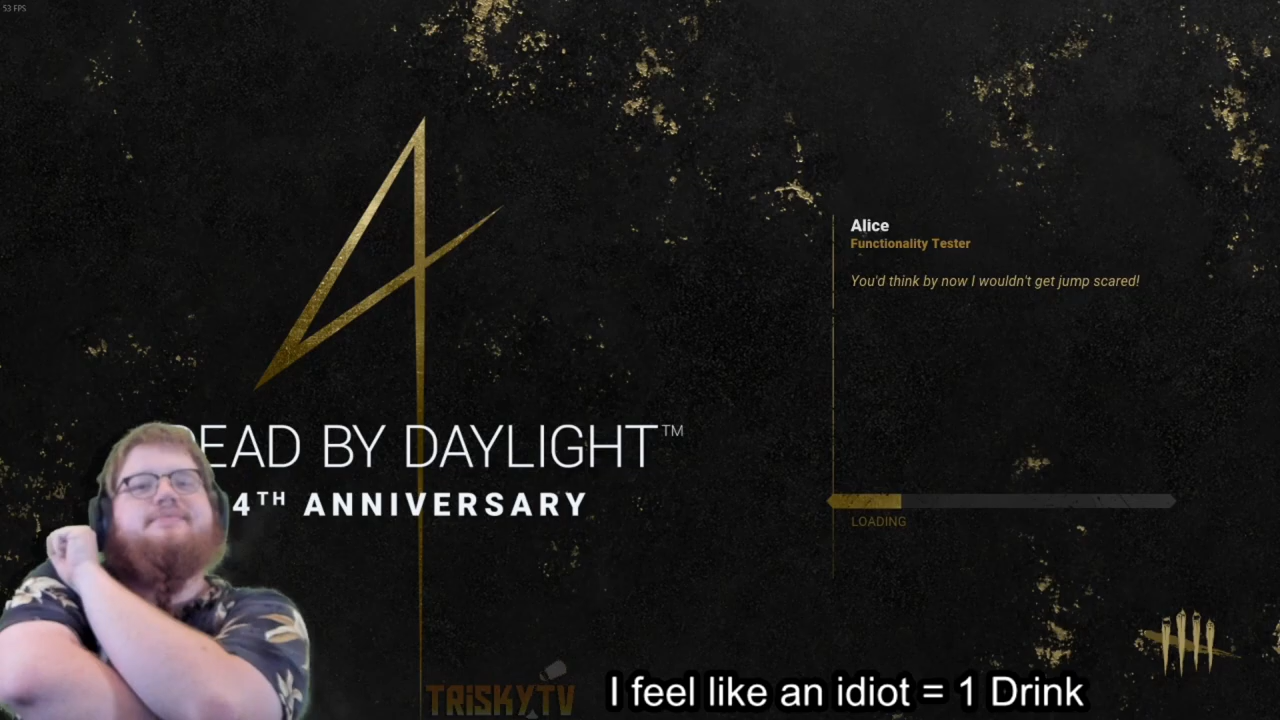 53 FPS
Alice
Functionality Tester
You'd think by now I wouldn't get jump scared!
DEAD BY DAYLIGHT™
4TH ANNIVERSARY
LOADING
TRiSKYTV
I feel like an idiot = 1 Drink